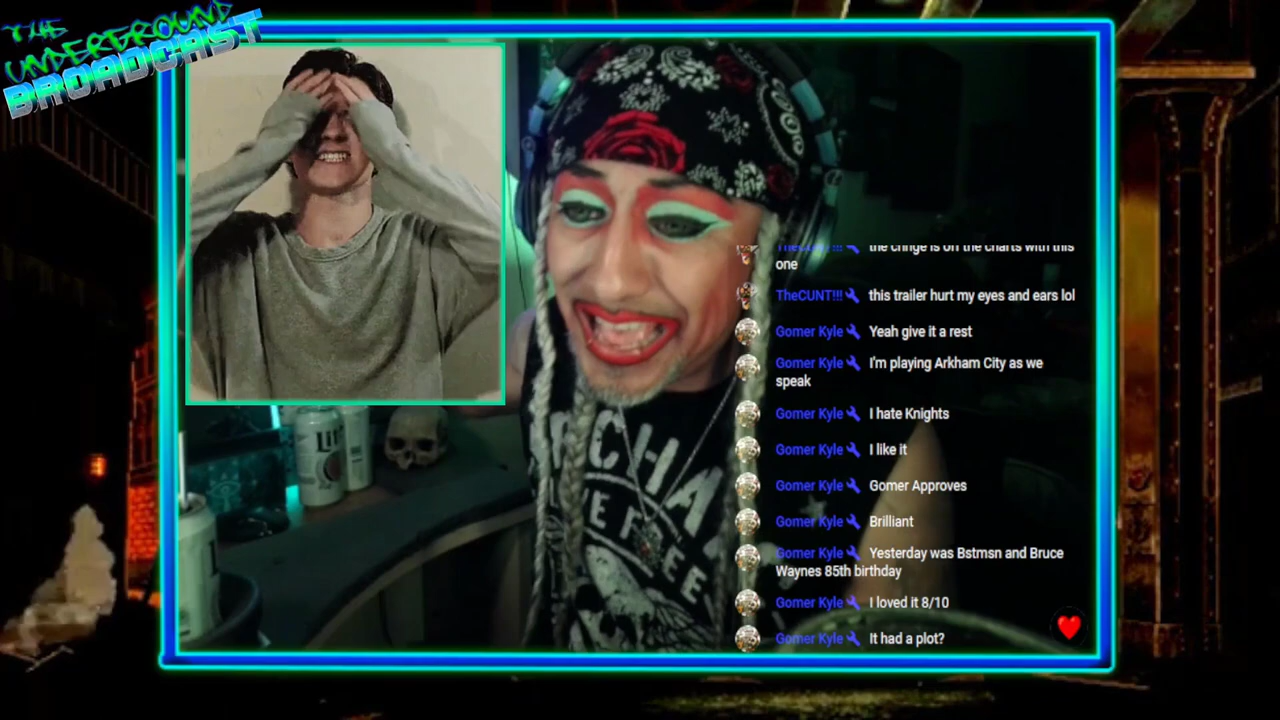 THE
UNDERGROUND
BROADCAST
TheCUNT!!! the cringe is off the charts with this
one
TheCUNT!!! this trailer hurt my eyes and ears lol
Gomer Kyle Yeah give it a rest
Gomer Kyle I'm playing Arkham City as we
speak
Gomer Kyle I hate Knights
Gomer Kyle I like it
Gomer Kyle Gomer Approves
Gomer Kyle Brilliant
Gomer Kyle Yesterday was Bstmsn and Bruce
Waynes 85th birthday
Gomer Kyle I loved it 8/10
Gomer Kyle It had a plot?